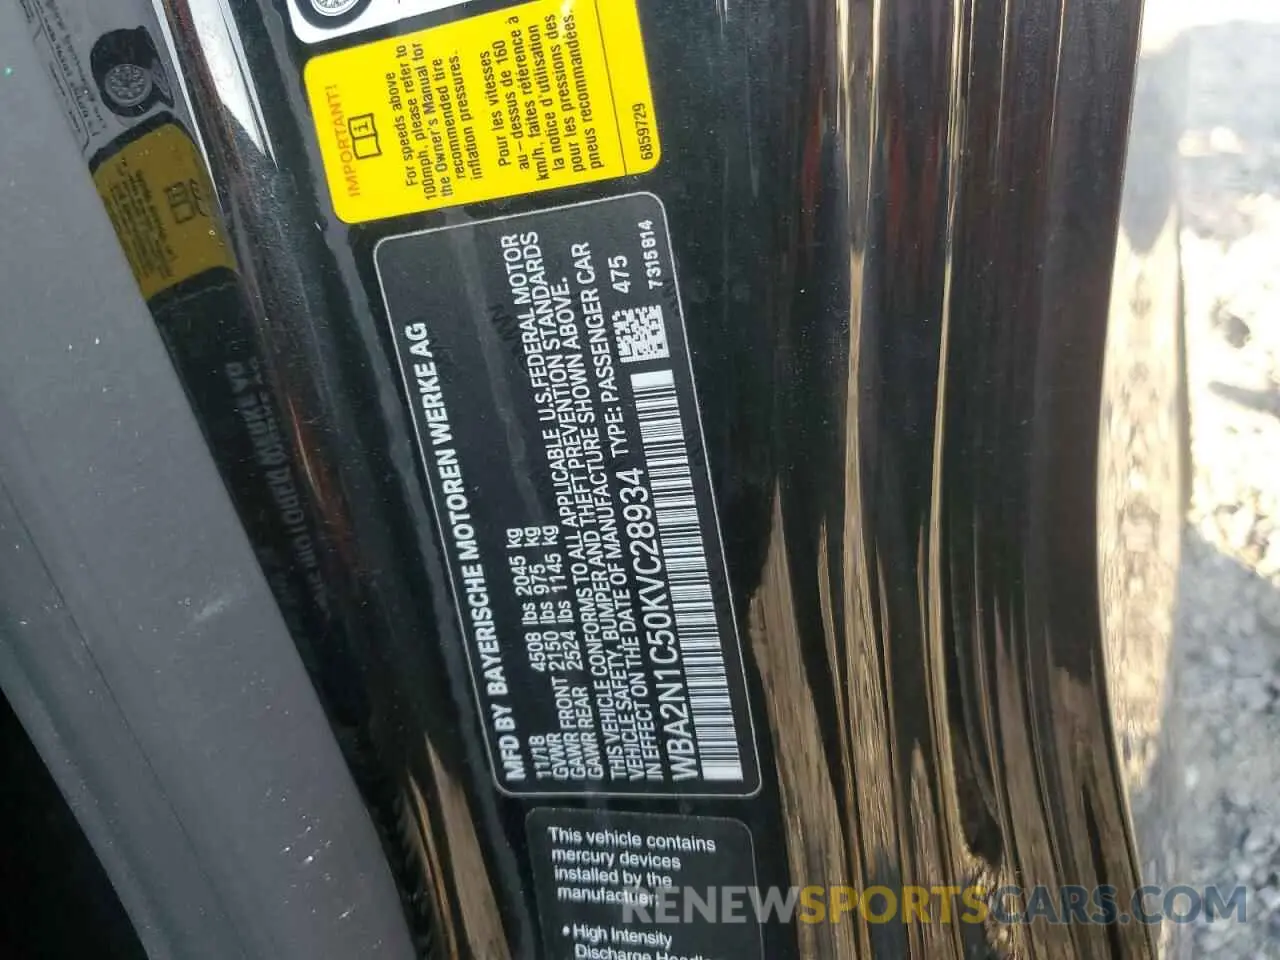 IMPORTANT!
For speeds above
100mph, please refer to
the Owner's Manual for
recommended tire
inflation pressures.
Pour les vitesses
au-dessus de 160
km/h, faites référence à
la notice d'utilisation
pour les pressions des
pneus recommandées.
6859729
MFD BY BAYERISCHE MOTOREN WERKE AG
11/18
GVWR 4508 lbs 2045 kg
GAWR FRONT 2150 lbs 975 kg
GAWR REAR 2524 lbs 1145 kg
THIS VEHICLE CONFORMS TO ALL APPLICABLE U.S.FEDERAL MOTOR
VEHICLE SAFETY, BUMPER AND THEFT PREVENTION STANDARDS
IN EFFECT ON THE DATE OF MANUFACTURE SHOWN ABOVE.
WBA2N1C50KVC28934 TYPE: PASSENGER CAR
475
7315814
This vehicle contains
mercury devices
installed by the
manufacturer:
• High Intensity
Discharge
RENEWSPORTSCARS.COM